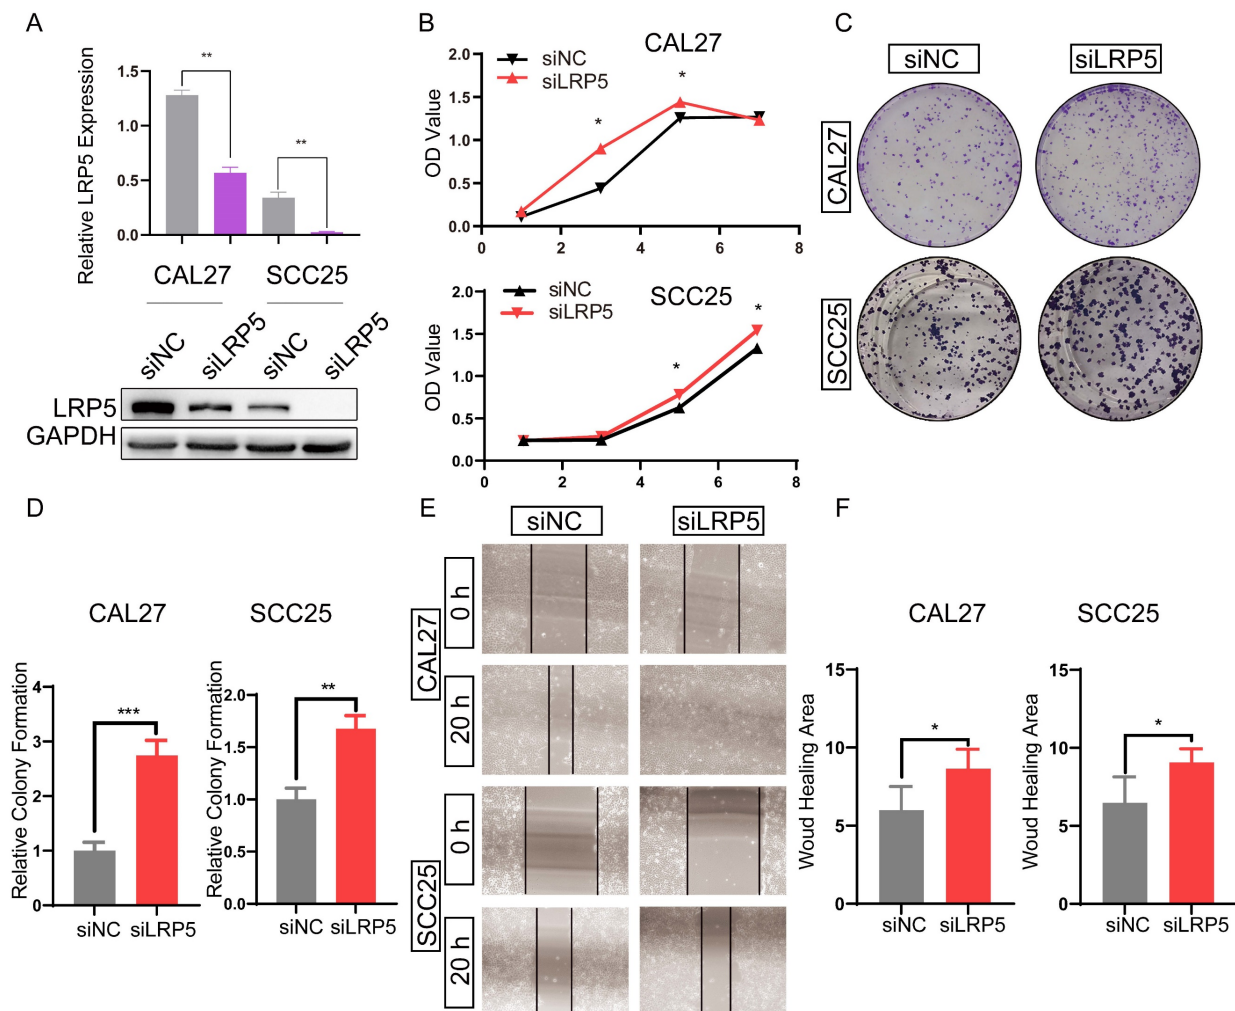 A
Relative LRP5 Expression
1.5
1.0
0.5
0.0
**
**
CAL27
SCC25
siNC
siLRP5
siNC
siLRP5
LRP5
GAPDH
B
CAL27
siNC
siLRP5
OD Value
2.0
1.5
1.0
0.5
0.0
*
*
0 2 4 6 8
SCC25
siNC
siLRP5
OD Value
2.0
1.5
1.0
0.5
0.0
*
*
0 2 4 6 8
C
siNC
siLRP5
CAL27
SCC25
D
CAL27
Relative Colony Formation
4
3
2
1
0
***
siNC siLRP5
SCC25
Relative Colony Formation
2.0
1.5
1.0
0.5
0.0
**
siNC siLRP5
E
siNC
siLRP5
CAL27
0 h
20 h
SCC25
0 h
20 h
F
CAL27
Woud Healing Area
15
10
5
0
*
siNC siLRP5
SCC25
Woud Healing Area
15
10
5
0
*
siNC siLRP5